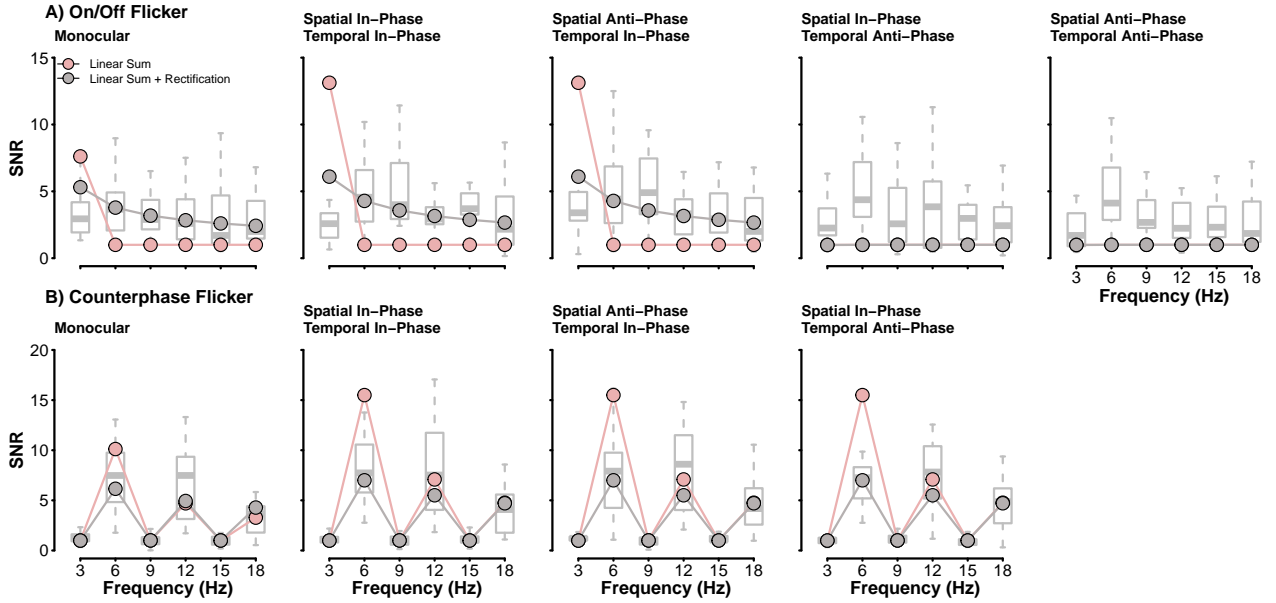 A) On/Off Flicker
Monocular
Spatial In−Phase
Temporal In−Phase
Spatial Anti−Phase
Temporal In−Phase
Spatial In−Phase
Temporal Anti−Phase
Spatial Anti−Phase
Temporal Anti−Phase
Linear Sum
Linear Sum + Rectification
SNR
15
10
5
0
3 6 9 12 15 18
Frequency (Hz)
B) Counterphase Flicker
Monocular
Spatial In−Phase
Temporal In−Phase
Spatial Anti−Phase
Temporal In−Phase
Spatial In−Phase
Temporal Anti−Phase
SNR
20
15
10
5
0
3 6 9 12 15 18
Frequency (Hz)
3 6 9 12 15 18
Frequency (Hz)
3 6 9 12 15 18
Frequency (Hz)
3 6 9 12 15 18
Frequency (Hz)